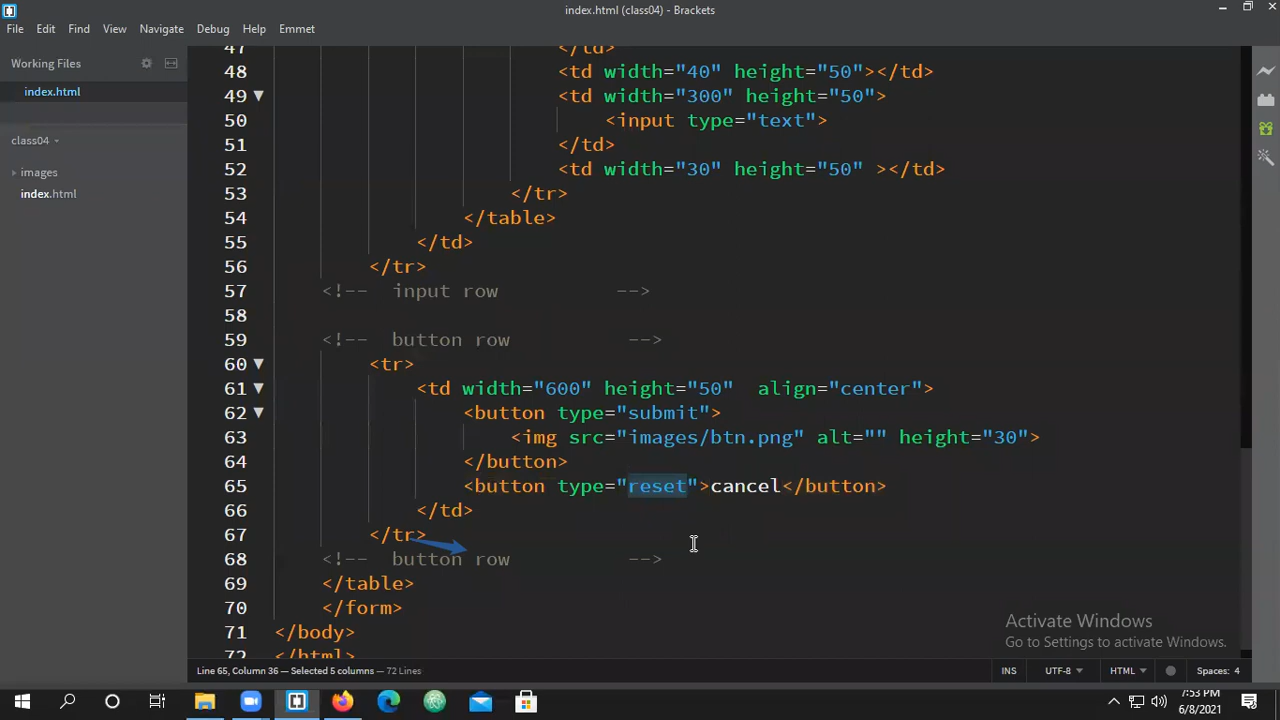 index.html (class04) - Brackets
File Edit Find View Navigate Debug Help Emmet
Working Files
index.html
class04
images
index.html
47 </td>
48 <td width="40" height="50"></td>
49 <td width="300" height="50">
50 <input type="text">
51 </td>
52 <td width="30" height="50" ></td>
53 </tr>
54 </table>
55 </td>
56 </tr>
57 <!-- input row -->
58
59 <!-- button row -->
60 <tr>
61 <td width="600" height="50" align="center">
62 <button type="submit">
63 <img src="images/btn.png" alt="" height="30">
64 </button>
65 <button type="reset">cancel</button>
66 </td>
67 </tr>
68 <!-- button row -->
69 </table>
70 </form>
71 </body>
72 </html>
Activate Windows
Go to Settings to activate Windows.
Line 65, Column 36 — Selected 5 columns — 72 Lines
INS UTF-8 HTML Spaces: 4
7:53 PM
6/8/2021